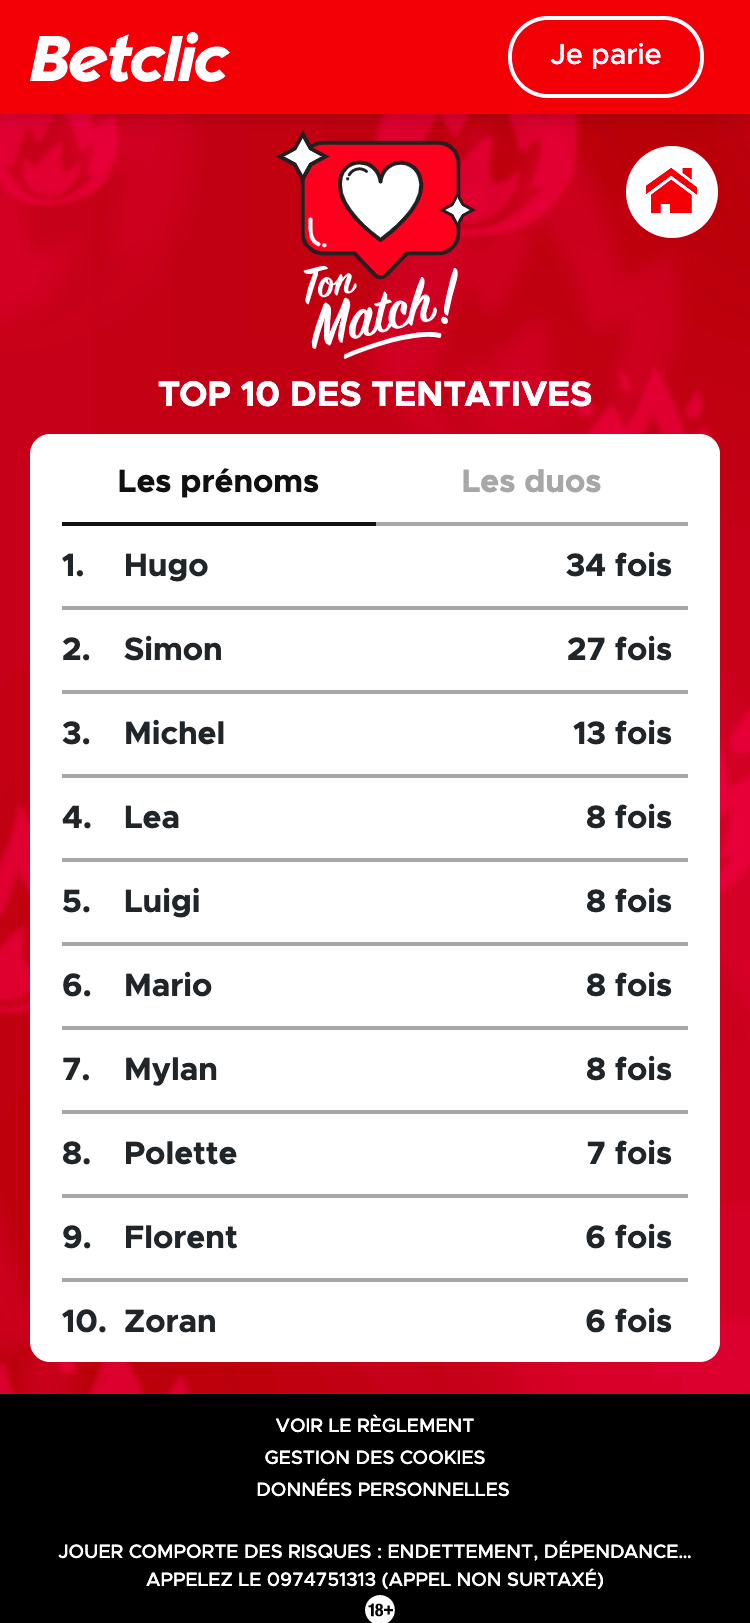 Betclic
Je parie
Ton
Match!
TOP 10 DES TENTATIVES
Les prénoms Les duos
1. Hugo 34 fois
2. Simon 27 fois
3. Michel 13 fois
4. Lea 8 fois
5. Luigi 8 fois
6. Mario 8 fois
7. Mylan 8 fois
8. Polette 7 fois
9. Florent 6 fois
10. Zoran 6 fois
VOIR LE RÈGLEMENT
GESTION DES COOKIES
DONNÉES PERSONNELLES
JOUER COMPORTE DES RISQUES : ENDETTEMENT, DÉPENDANCE...
APPELEZ LE 0974751313 (APPEL NON SURTAXÉ)
18+